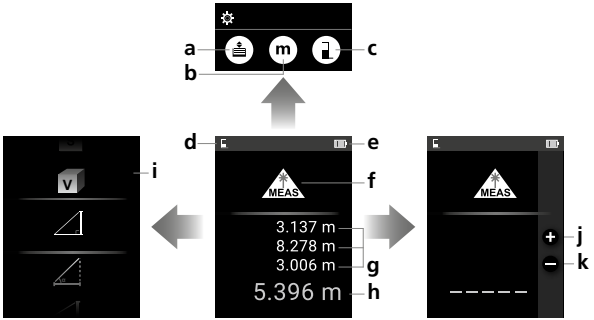 a
m
c
b
d
e
i
V
MEAS
f
MEAS
3.137 m
8.278 m
3.006 m
g
5.396 m
h
+
j
−
k
– – – – –